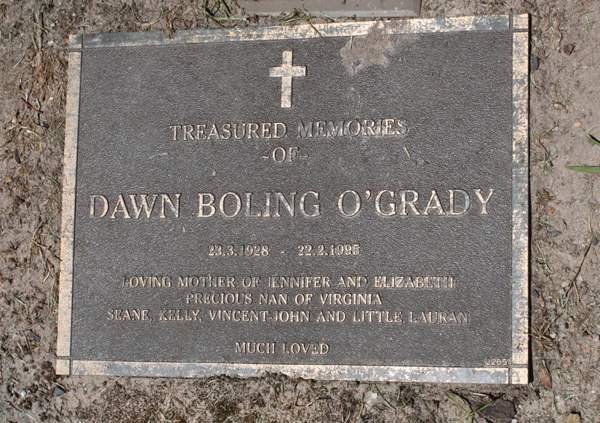 TREASURED MEMORIES
~OF~
DAWN BOLING O'GRADY
23.3.1928 - 22.2.1995
LOVING MOTHER OF JENNIFER AND ELIZABETH
PRECIOUS NAN OF VIRGINIA
SEANE, KELLY, VINCENT-JOHN AND LITTLE LAURAN
MUCH LOVED